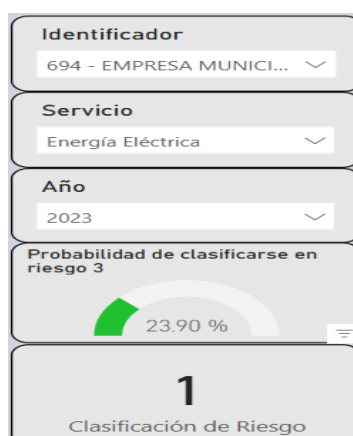 Identificador
694 - EMPRESA MUNICI...
Servicio
Energía Eléctrica
Año
2023
Probabilidad de clasificarse en
riesgo 3
23.90 %
1
Clasificación de Riesgo